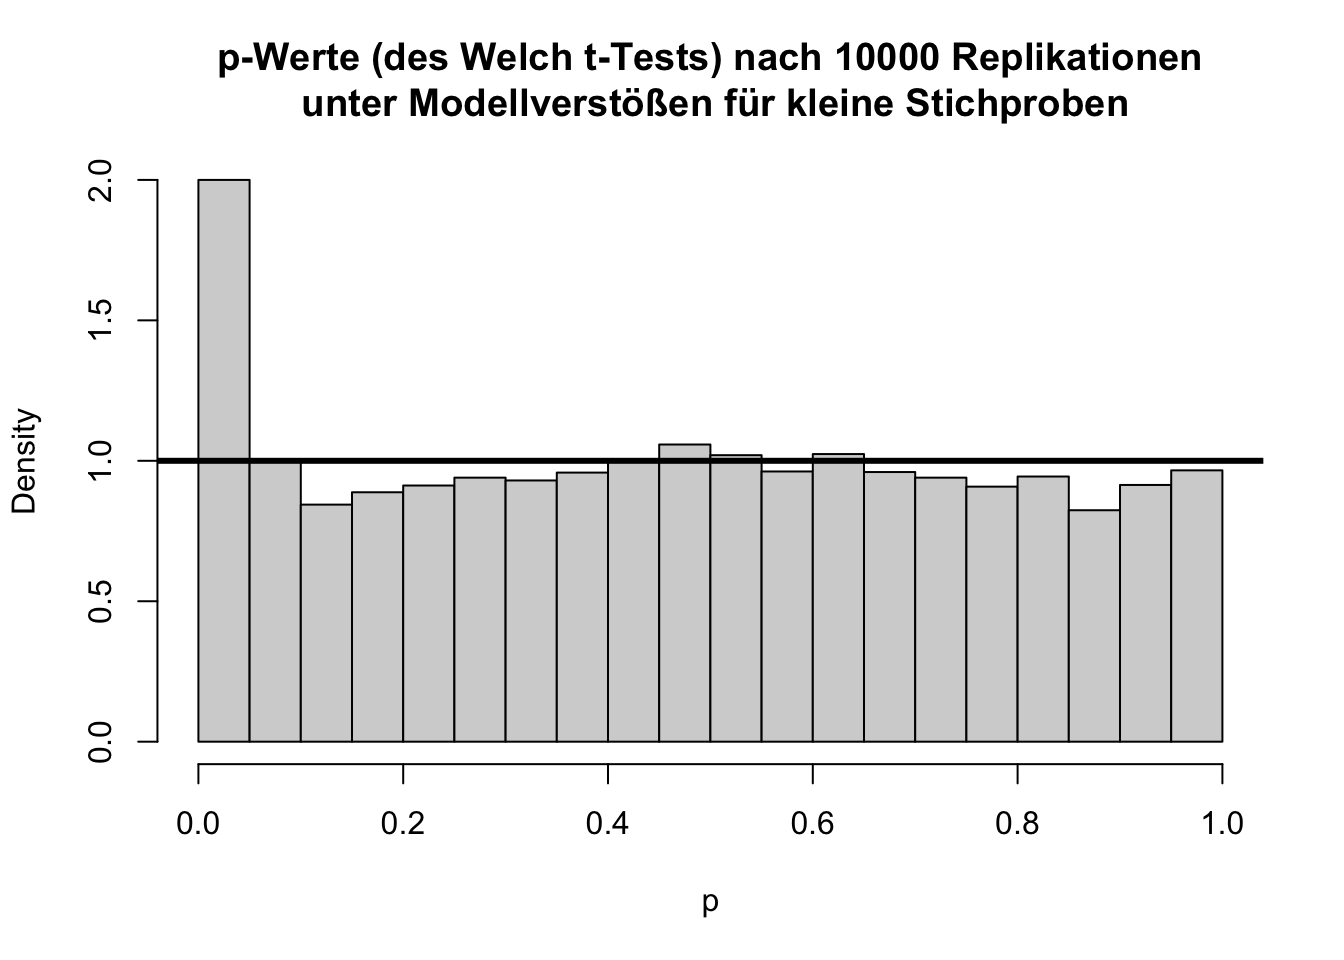 p-Werte (des Welch t-Tests) nach 10000 Replikationen
unter Modellverstößen für kleine Stichproben
Density
2.0
1.5
1.0
0.5
0.0
0.0 0.2 0.4 0.6 0.8 1.0
p